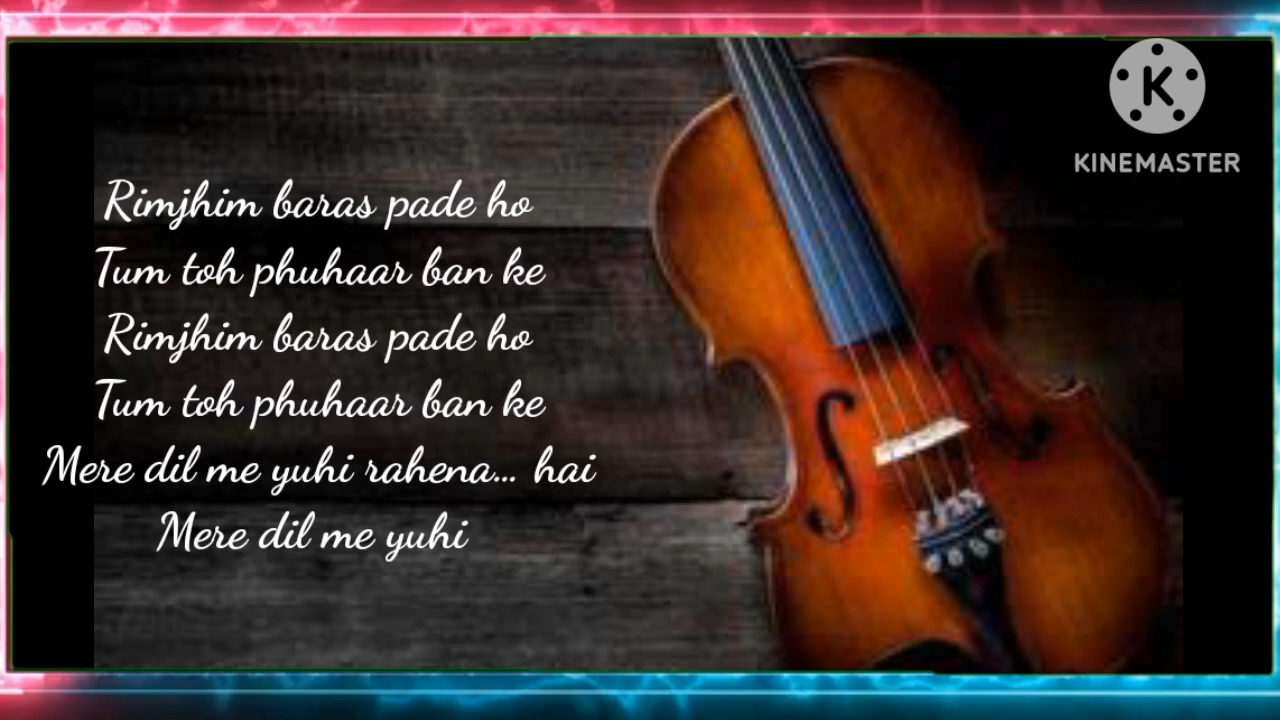 Rimjhim baras pade ho
Tum toh phuhaar ban ke
Rimjhim baras pade ho
Tum toh phuhaar ban ke
Mere dil me yuhi rahena... hai
Mere dil me yuhi
K
KINEMASTER